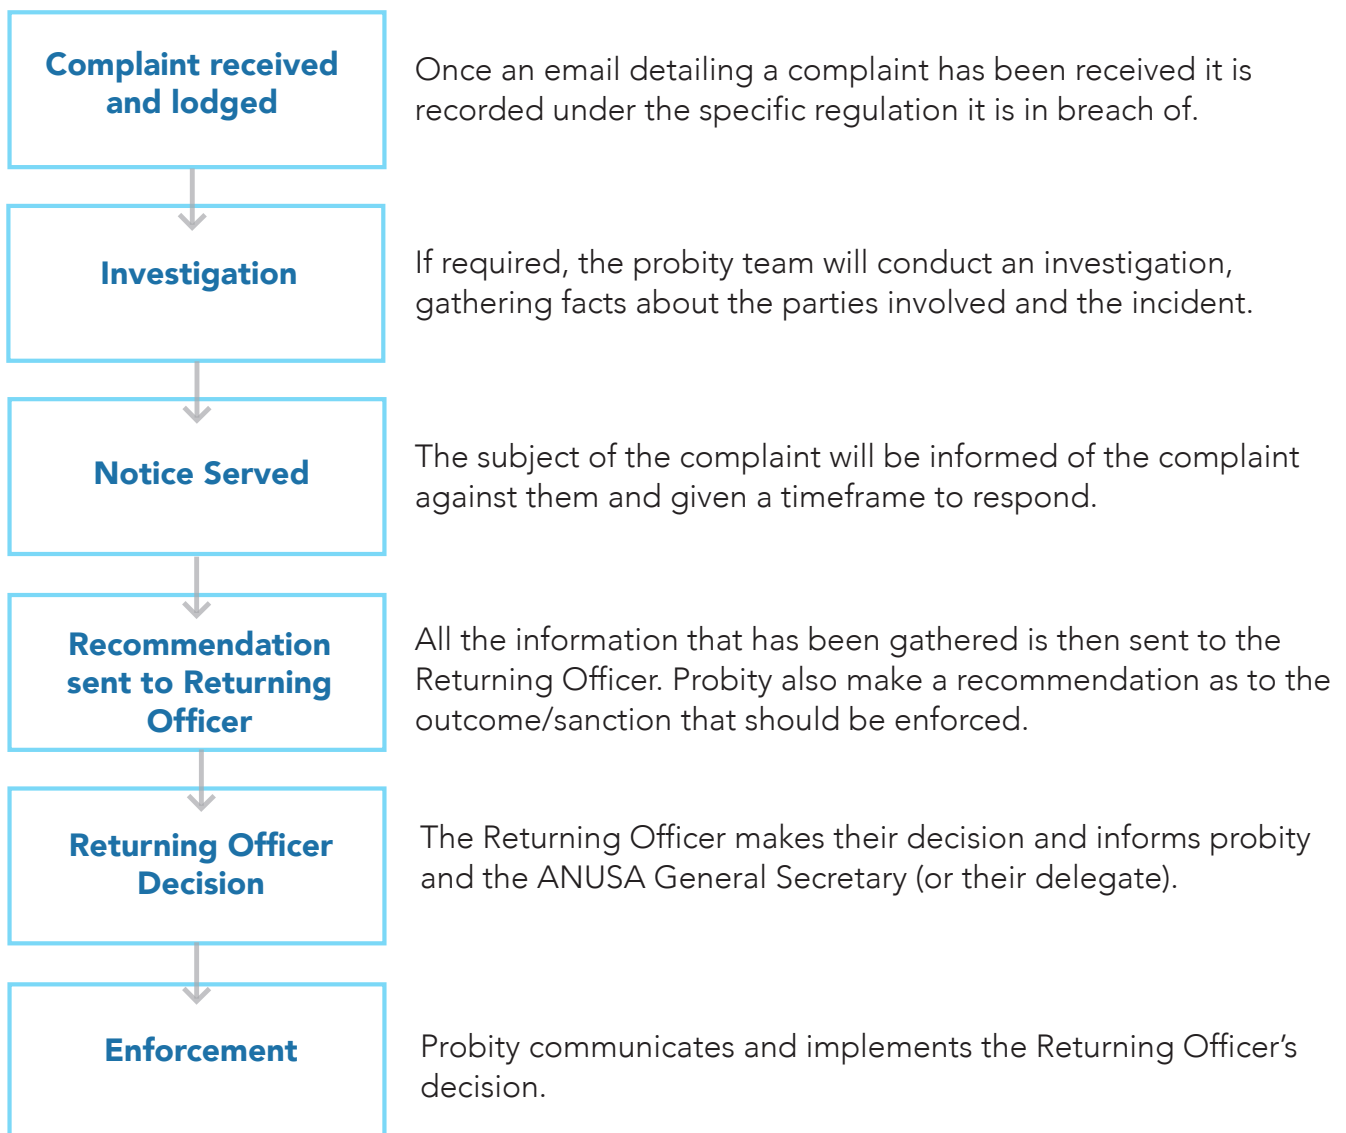 Complaint received
and lodged
Once an email detailing a complaint has been received it is
recorded under the specific regulation it is in breach of.
Investigation
If required, the probity team will conduct an investigation,
gathering facts about the parties involved and the incident.
Notice Served
The subject of the complaint will be informed of the complaint
against them and given a timeframe to respond.
Recommendation
sent to Returning
Officer
All the information that has been gathered is then sent to the
Returning Officer. Probity also make a recommendation as to the
outcome/sanction that should be enforced.
Returning Officer
Decision
The Returning Officer makes their decision and informs probity
and the ANUSA General Secretary (or their delegate).
Enforcement
Probity communicates and implements the Returning Officer’s
decision.